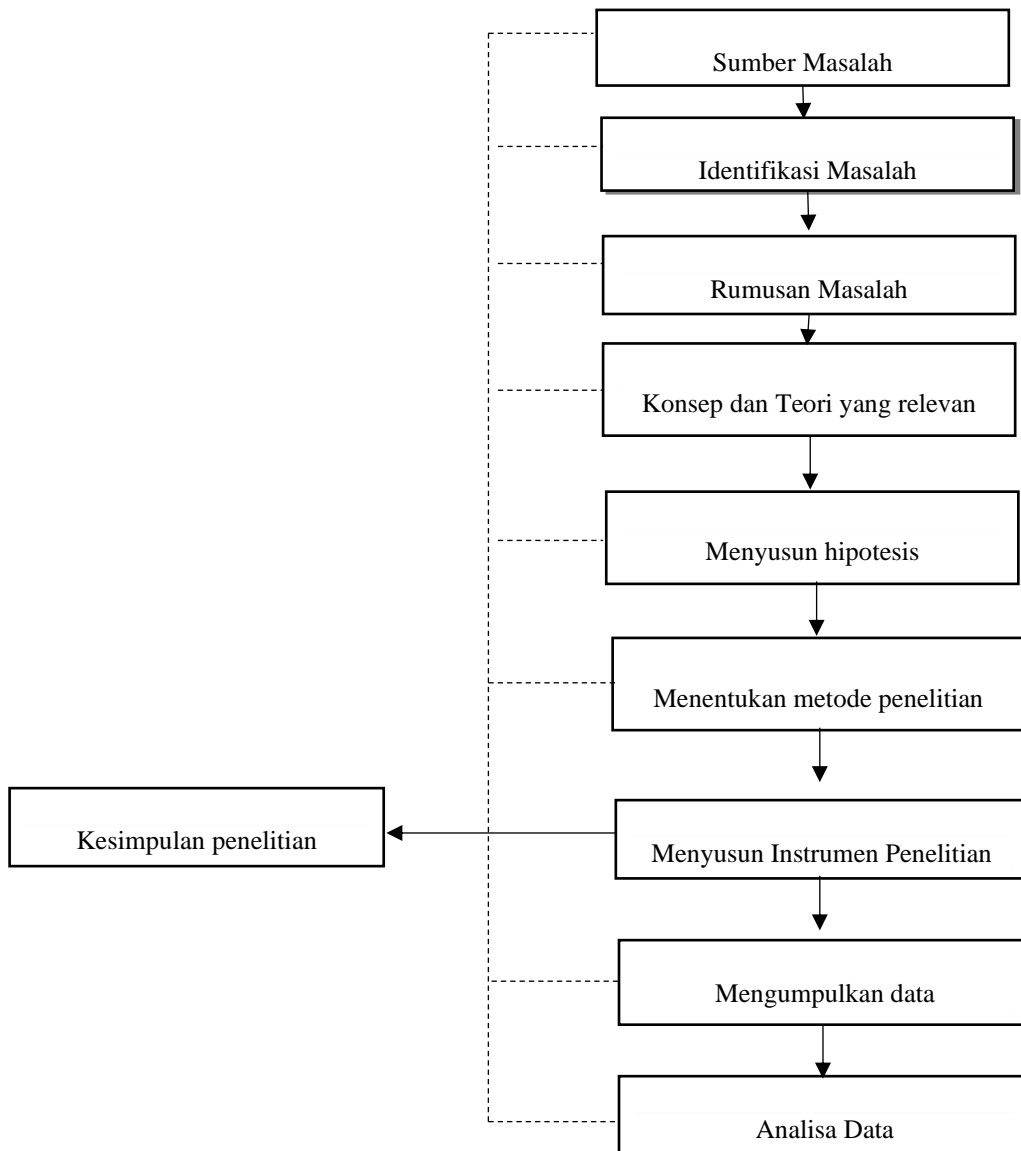 Sumber Masalah
Identifikasi Masalah
Rumusan Masalah
Konsep dan Teori yang relevan
Menyusun hipotesis
Menentukan metode penelitian
Kesimpulan penelitian
Menyusun Instrumen Penelitian
Mengumpulkan data
Analisa Data